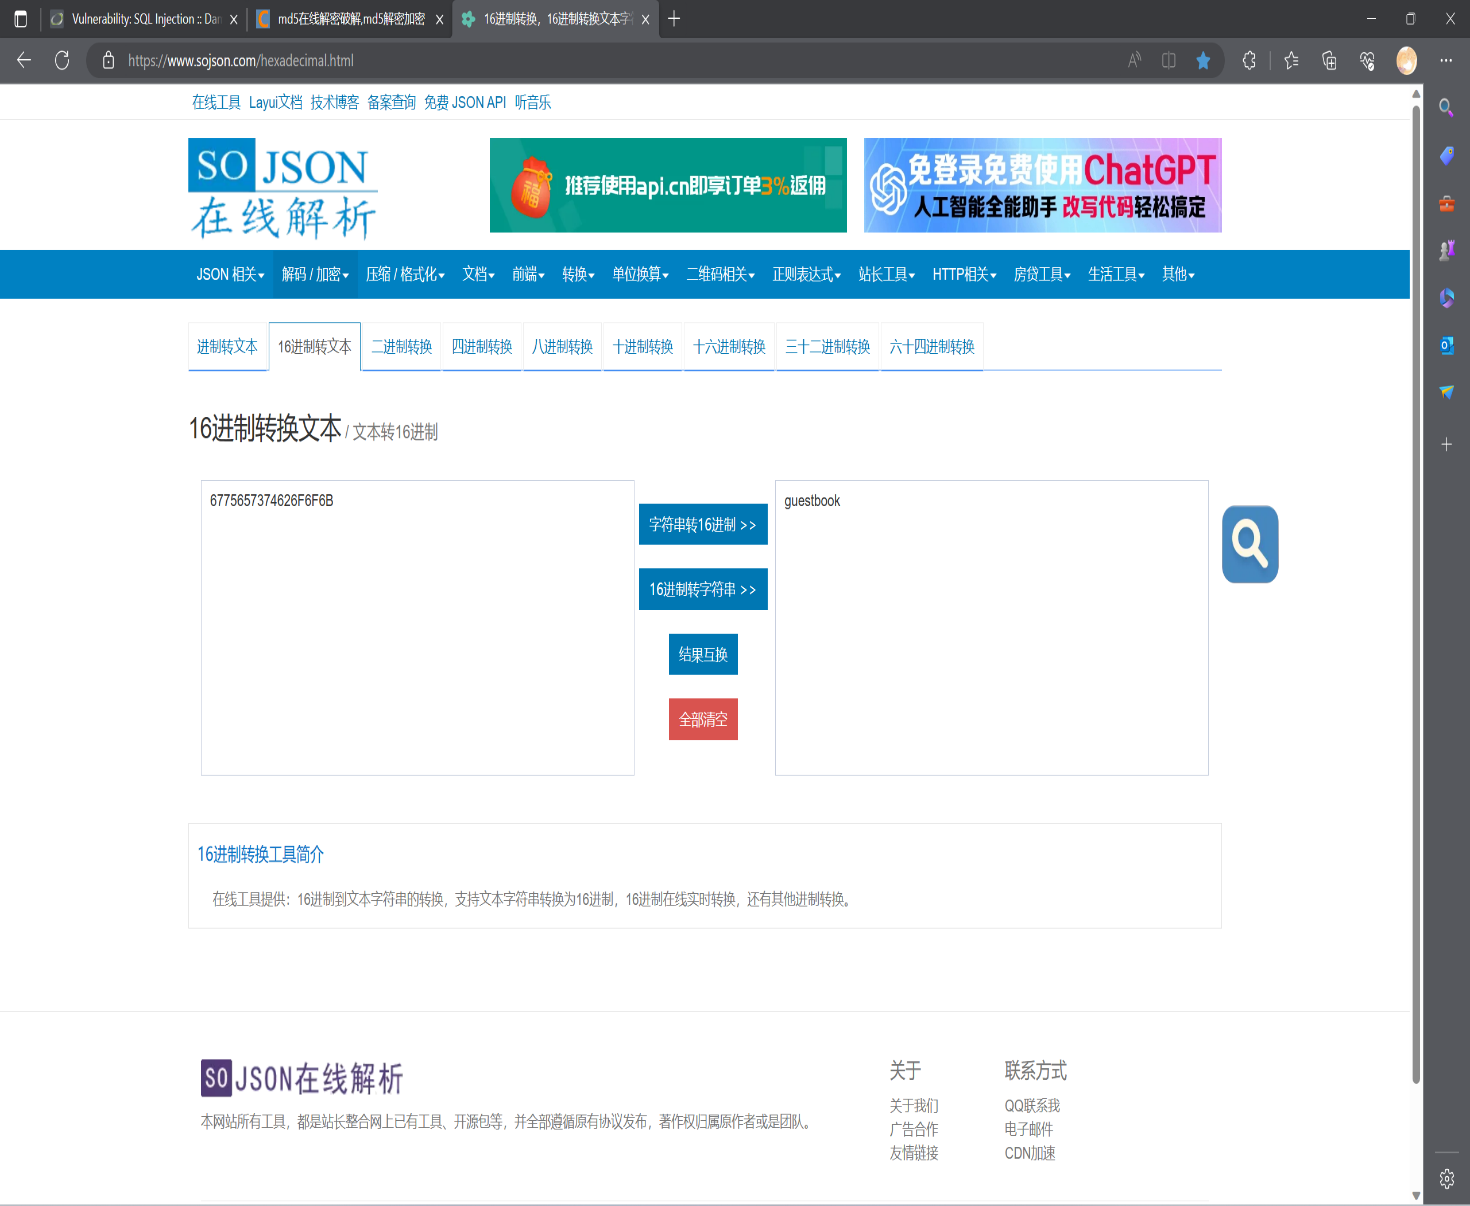 Vulnerability: SQL Injection :: Da
md5在线解密破解,md5解密加密
16进制转换，16进制转换文本字
https://www.sojson.com/hexadecimal.html
在线工具 Layui文档 技术博客 备案查询 免费 JSON API 听音乐
SO JSON
在线解析
福
推荐使用api.cn即享订单3%返佣
免登录免费使用ChatGPT
人工智能全能助手 改写代码轻松搞定
JSON 相关 解码 / 加密 压缩 / 格式化 文档 前端 转换 单位换算 二维码相关 正则表达式 站长工具 HTTP相关 房贷工具 生活工具 其他
进制转文本 16进制转文本 二进制转换 四进制转换 八进制转换 十进制转换 十六进制转换 三十二进制转换 六十四进制转换
16进制转换文本 / 文本转16进制
6775657374626F6F6B
字符串转16进制 >>
16进制转字符串 >>
结果互换
全部清空
guestbook
16进制转换工具简介
在线工具提供：16进制到文本字符串的转换，支持文本字符串转换为16进制，16进制在线实时转换，还有其他进制转换。
SO JSON在线解析
本网站所有工具，都是站长整合网上已有工具、开源包等，并全部遵循原有协议发布，著作权归属原作者或是团队。
关于
关于我们
广告合作
友情链接
联系方式
QQ联系我
电子邮件
CDN加速